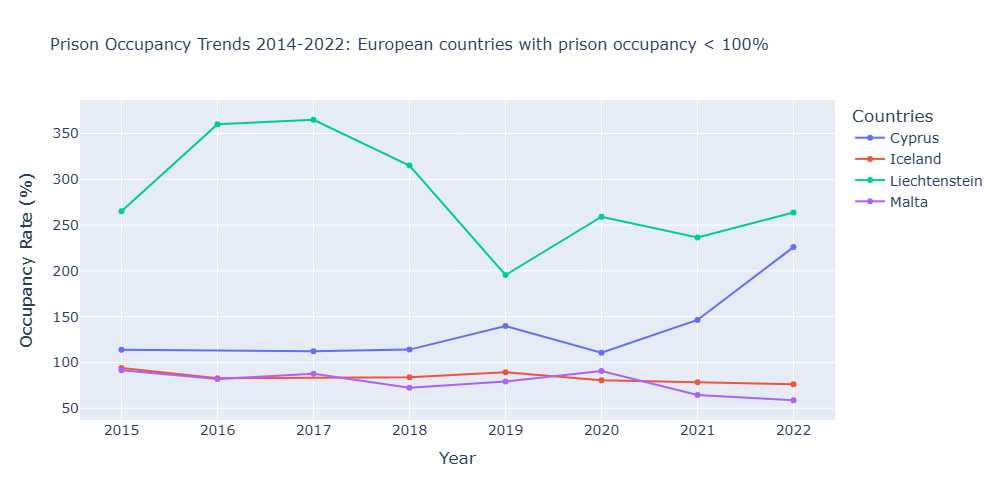 Prison Occupancy Trends 2014-2022: European countries with prison occupancy < 100%
Countries
Cyprus
Iceland
Liechtenstein
Malta
Occupancy Rate (%)
350
300
250
200
150
100
50
2015 2016 2017 2018 2019 2020 2021 2022
Year